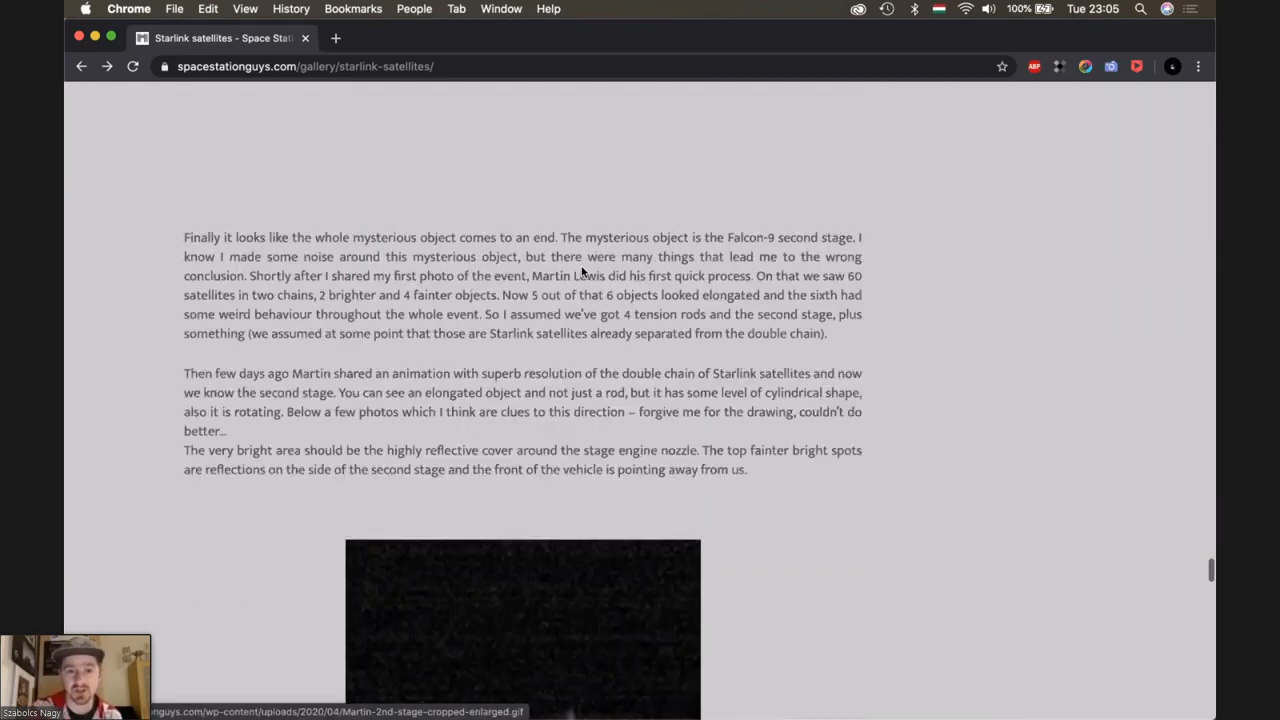 Chrome File Edit View History Bookmarks People Tab Window Help 100% Tue 23:05
Starlink satellites - Space Stati
spacestationguys.com/gallery/starlink-satellites/ ABP
Finally it looks like the whole mysterious object comes to an end. The mysterious object is the Falcon-9 second stage. I
know I made some noise around this mysterious object, but there were many things that lead me to the wrong
conclusion. Shortly after I shared my first photo of the event, Martin Lewis did his first quick process. On that we saw 60
satellites in two chains, 2 brighter and 4 fainter objects. Now 5 out of that 6 objects looked elongated and the sixth had
some weird behaviour throughout the whole event. So I assumed we've got 4 tension rods and the second stage, plus
something (we assumed at some point that those are Starlink satellites already separated from the double chain).
Then few days ago Martin shared an animation with superb resolution of the double chain of Starlink satellites and now
we know the second stage. You can see an elongated object and not just a rod, but it has some level of cylindrical shape,
also it is rotating. Below a few photos which I think are clues to this direction – forgive me for the drawing, couldn't do
better...
The very bright area should be the highly reflective cover around the stage engine nozzle. The top fainter bright spots
are reflections on the side of the second stage and the front of the vehicle is pointing away from us.
Szabolcs Nagy
onguys.com/wp-content/uploads/2020/04/Martin-2nd-stage-cropped-enlarged.gif